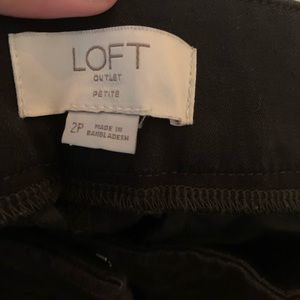 LOFT
OUTLET
PETITE
2P
MADE IN
BANGLADESH